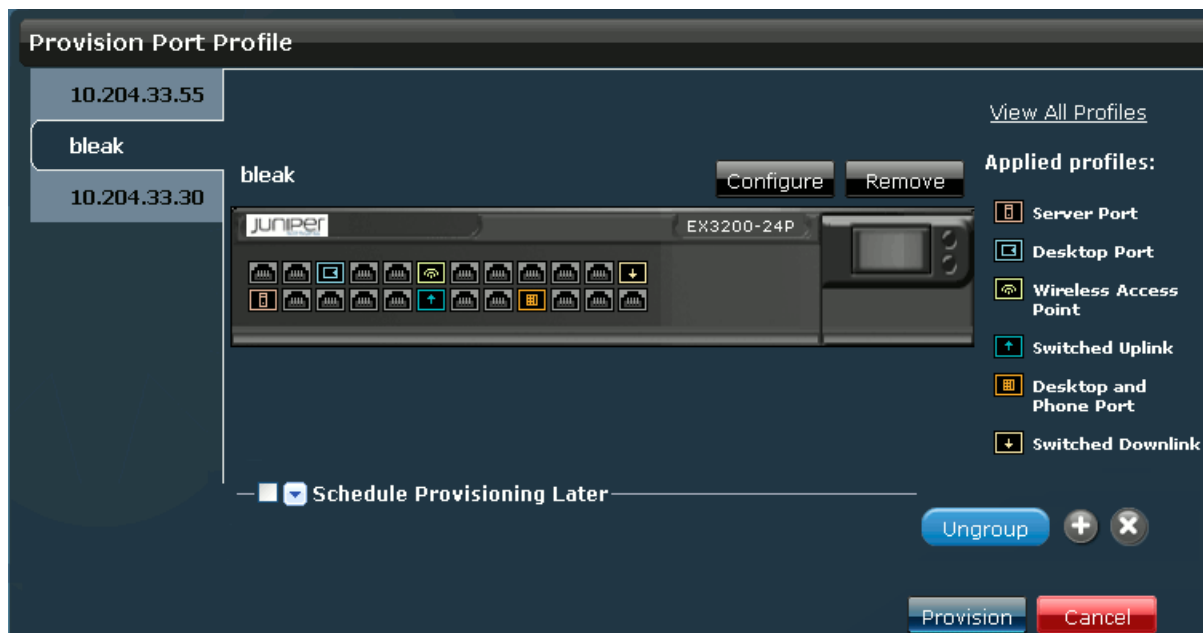 Provision Port Profile
10.204.33.55
bleak
10.204.33.30
bleak
Configure
Remove
JUNIPEr
EX3200-24P
View All Profiles
Applied profiles:
Server Port
Desktop Port
Wireless Access
Point
Switched Uplink
Desktop and
Phone Port
Switched Downlink
Schedule Provisioning Later
Ungroup
Provision
Cancel